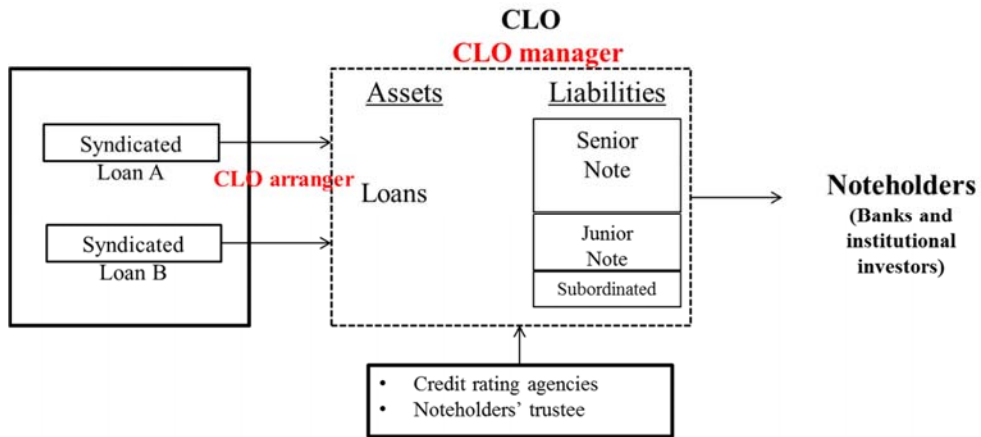 CLO
CLO manager
Assets
Liabilities
Syndicated
Loan A
CLO arranger
Syndicated
Loan B
Loans
Senior
Note
Junior
Note
Subordinated
Noteholders
(Banks and
institutional
investors)
• Credit rating agencies
• Noteholders’ trustee